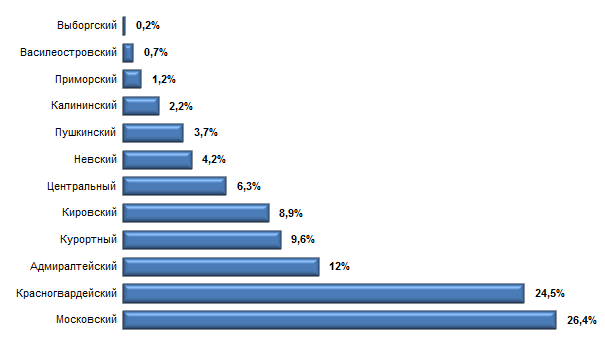 Выборгский 0,2%
Василеостровский 0,7%
Приморский 1,2%
Калининский 2,2%
Пушкинский 3,7%
Невский 4,2%
Центральный 6,3%
Кировский 8,9%
Курортный 9,6%
Адмиралтейский 12%
Красногвардейский 24,5%
Московский 26,4%